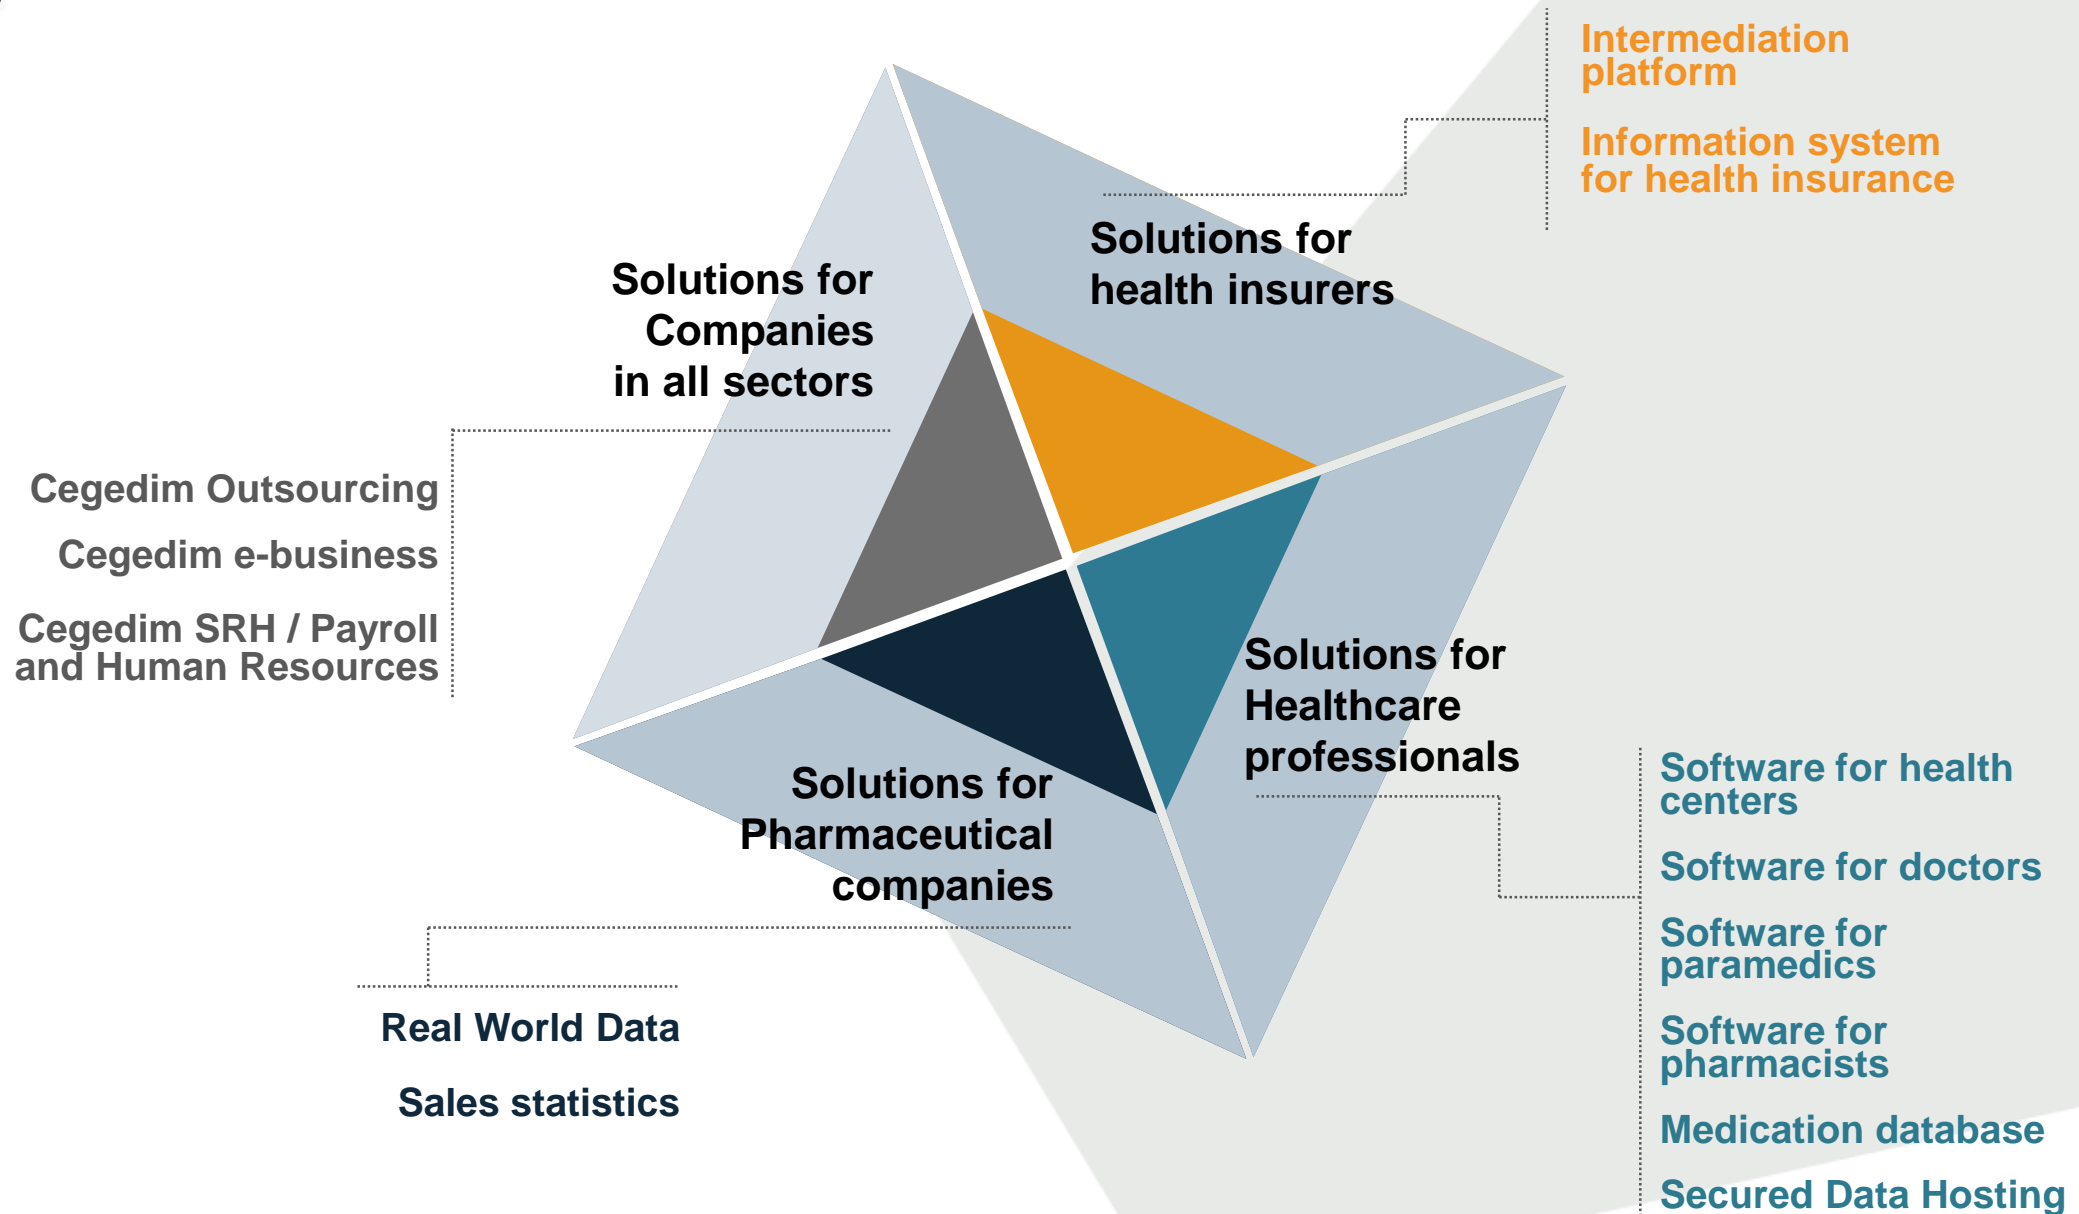 Intermediation
platform
Information system
for health insurance
Solutions for
health insurers
Solutions for
Companies
in all sectors
Cegedim Outsourcing
Cegedim e-business
Cegedim SRH / Payroll
and Human Resources
Solutions for
Healthcare
professionals
Software for health
centers
Software for doctors
Software for
paramedics
Software for
pharmacists
Medication database
Secured Data Hosting
Solutions for
Pharmaceutical
companies
Real World Data
Sales statistics